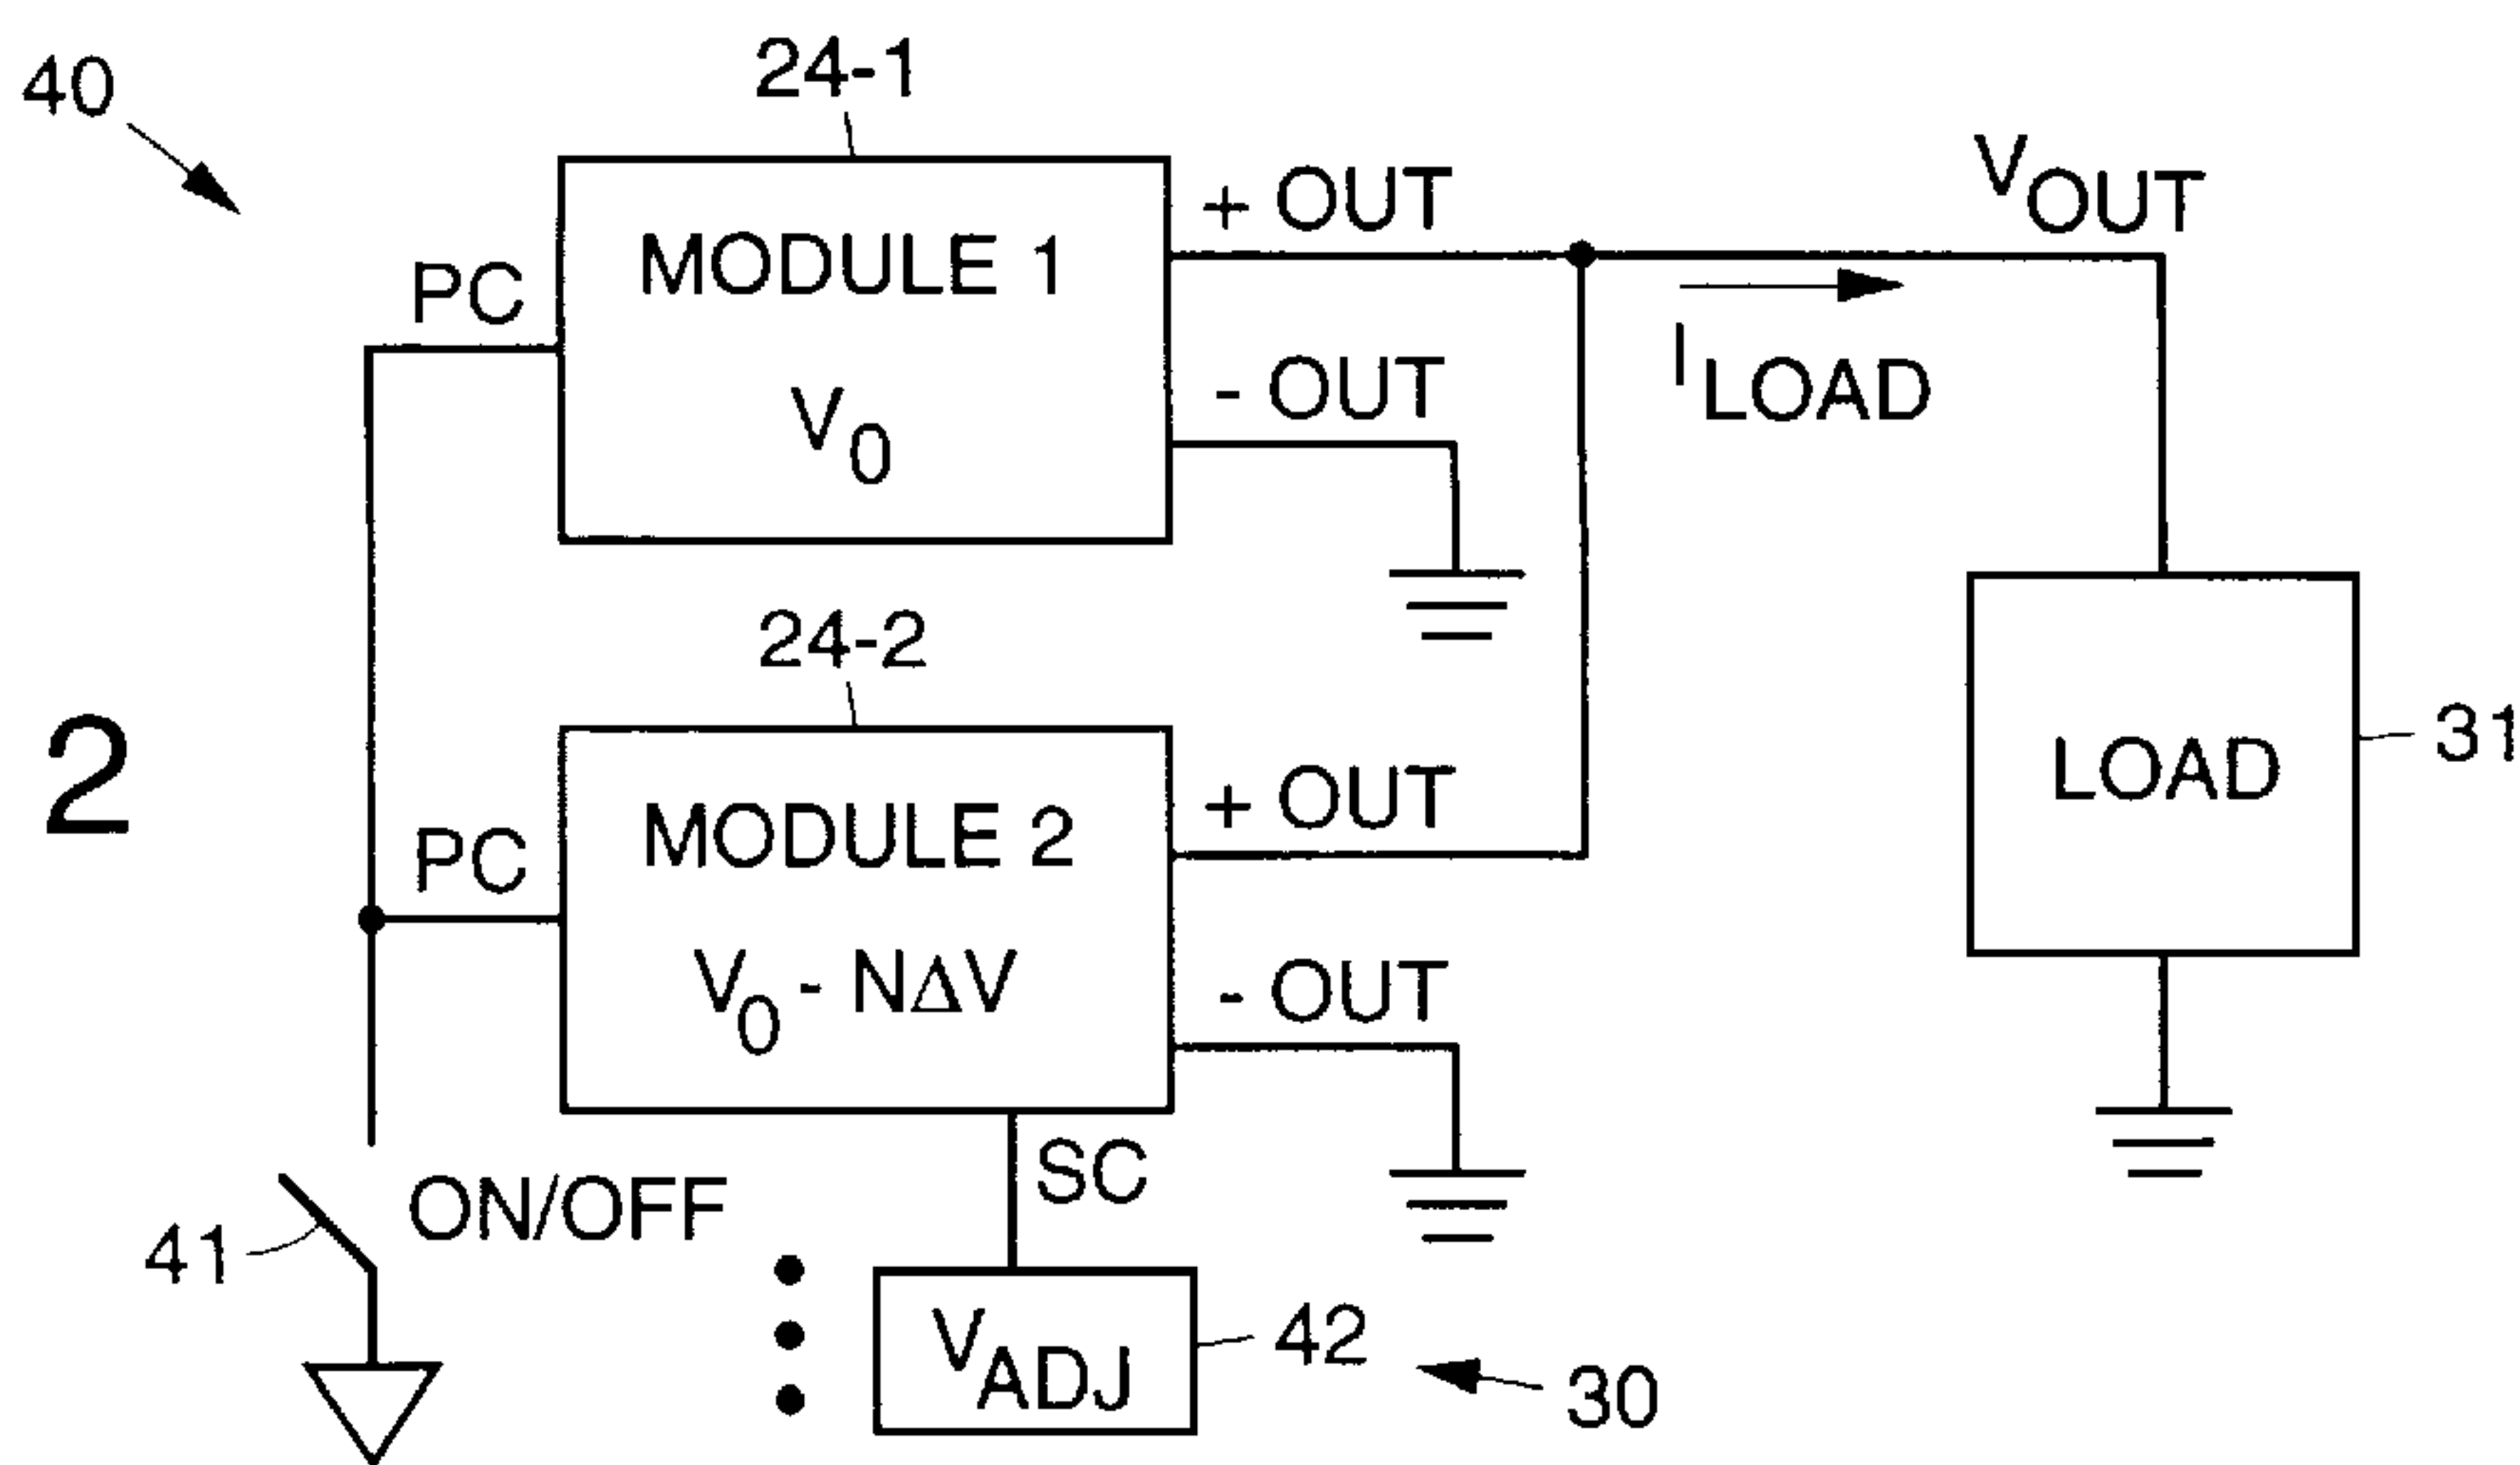 40
24-1
PC
MODULE 1
V0
+ OUT
- OUT
VOUT
ILOAD
24-2
2
PC
MODULE 2
V0 - NΔV
+ OUT
- OUT
LOAD
31
SC
ON/OFF
41
VADJ
42
30